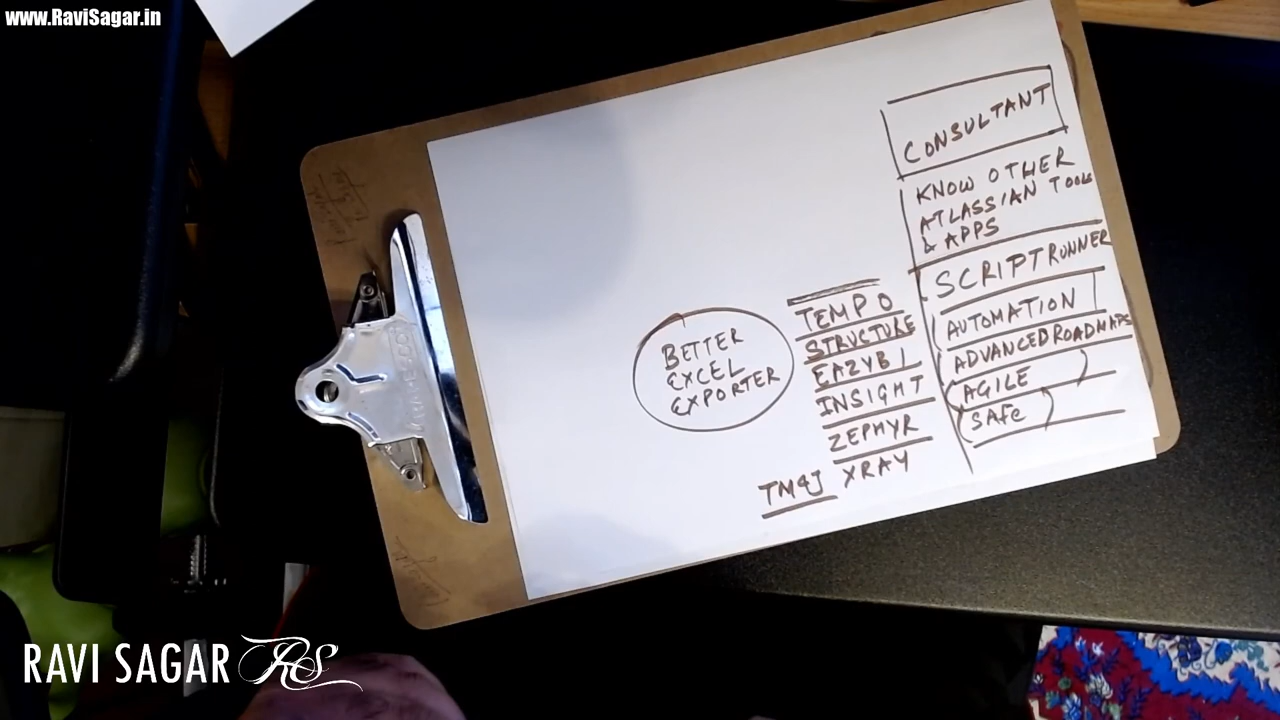 www.RaviSagar.in
CONSULTANT
KNOW OTHER
ATLASSIAN TOOLS
& APPS
SCRIPTRUNNER
AUTOMATION
ADVANCED ROADMAPS
AGILE
SAFe
TEMPO
STRUCTURE
EAZYBI
INSIGHT
ZEPHYR
XRAY
TM4J
BETTER
EXCEL
EXPORTER
RAVI SAGAR RS